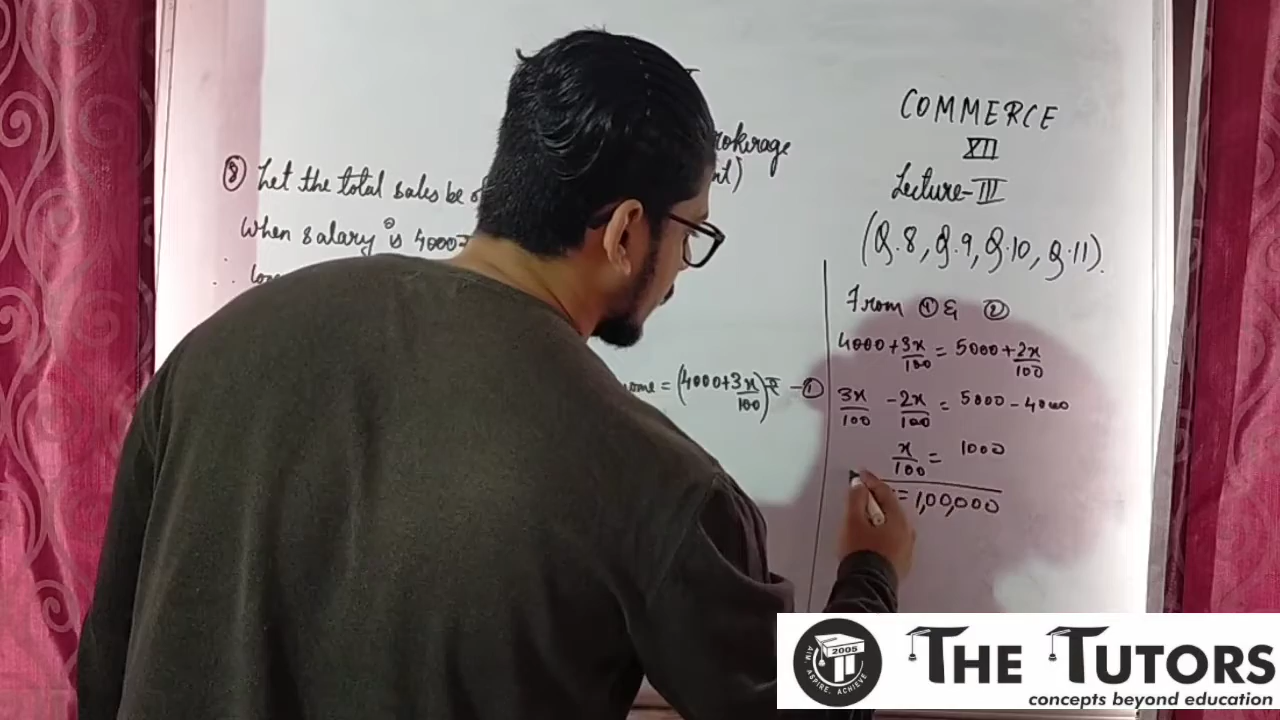 COMMERCE
XII
Lecture-III
(Q.8, Q.9, Q.10, Q.11).
⑧ Let the total sales be
When salary is 4000
∴
= (4000+3x/100)₹ -①
From ① & ②
4000+3x/100 = 5000+2x/100
3x/100 -2x/100 = 5000-4000
x/100 = 1000
= 1,00,000
2005
AIM, ASPIRE, ACHIEVE
THE TUTORS
concepts beyond education